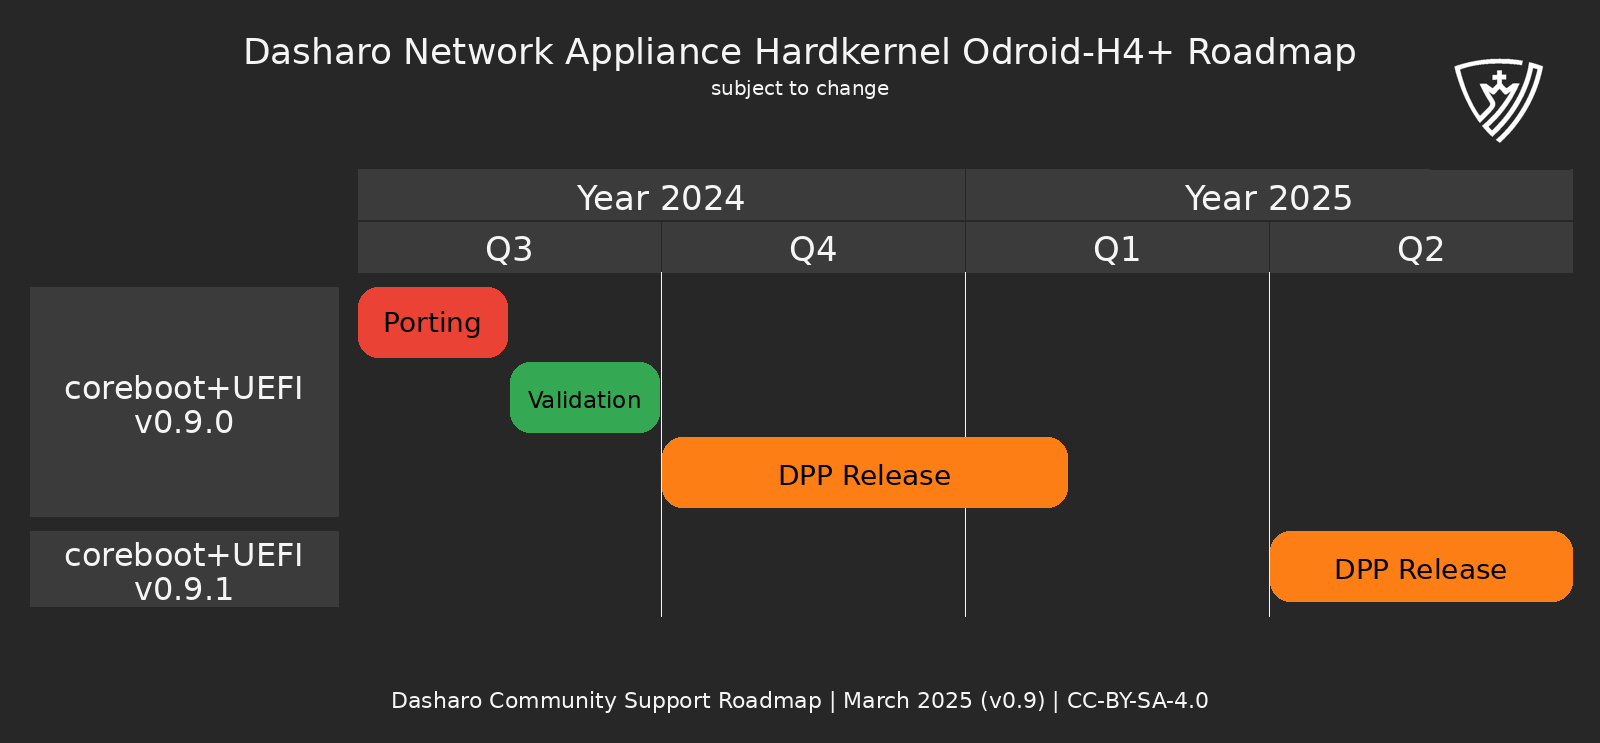 Dasharo Network Appliance Hardkernel Odroid-H4+ Roadmap
subject to change
Year 2024
Year 2025
Q3
Q4
Q1
Q2
coreboot+UEFI
v0.9.0
Porting
Validation
DPP Release
coreboot+UEFI
v0.9.1
DPP Release
Dasharo Community Support Roadmap | March 2025 (v0.9) | CC-BY-SA-4.0